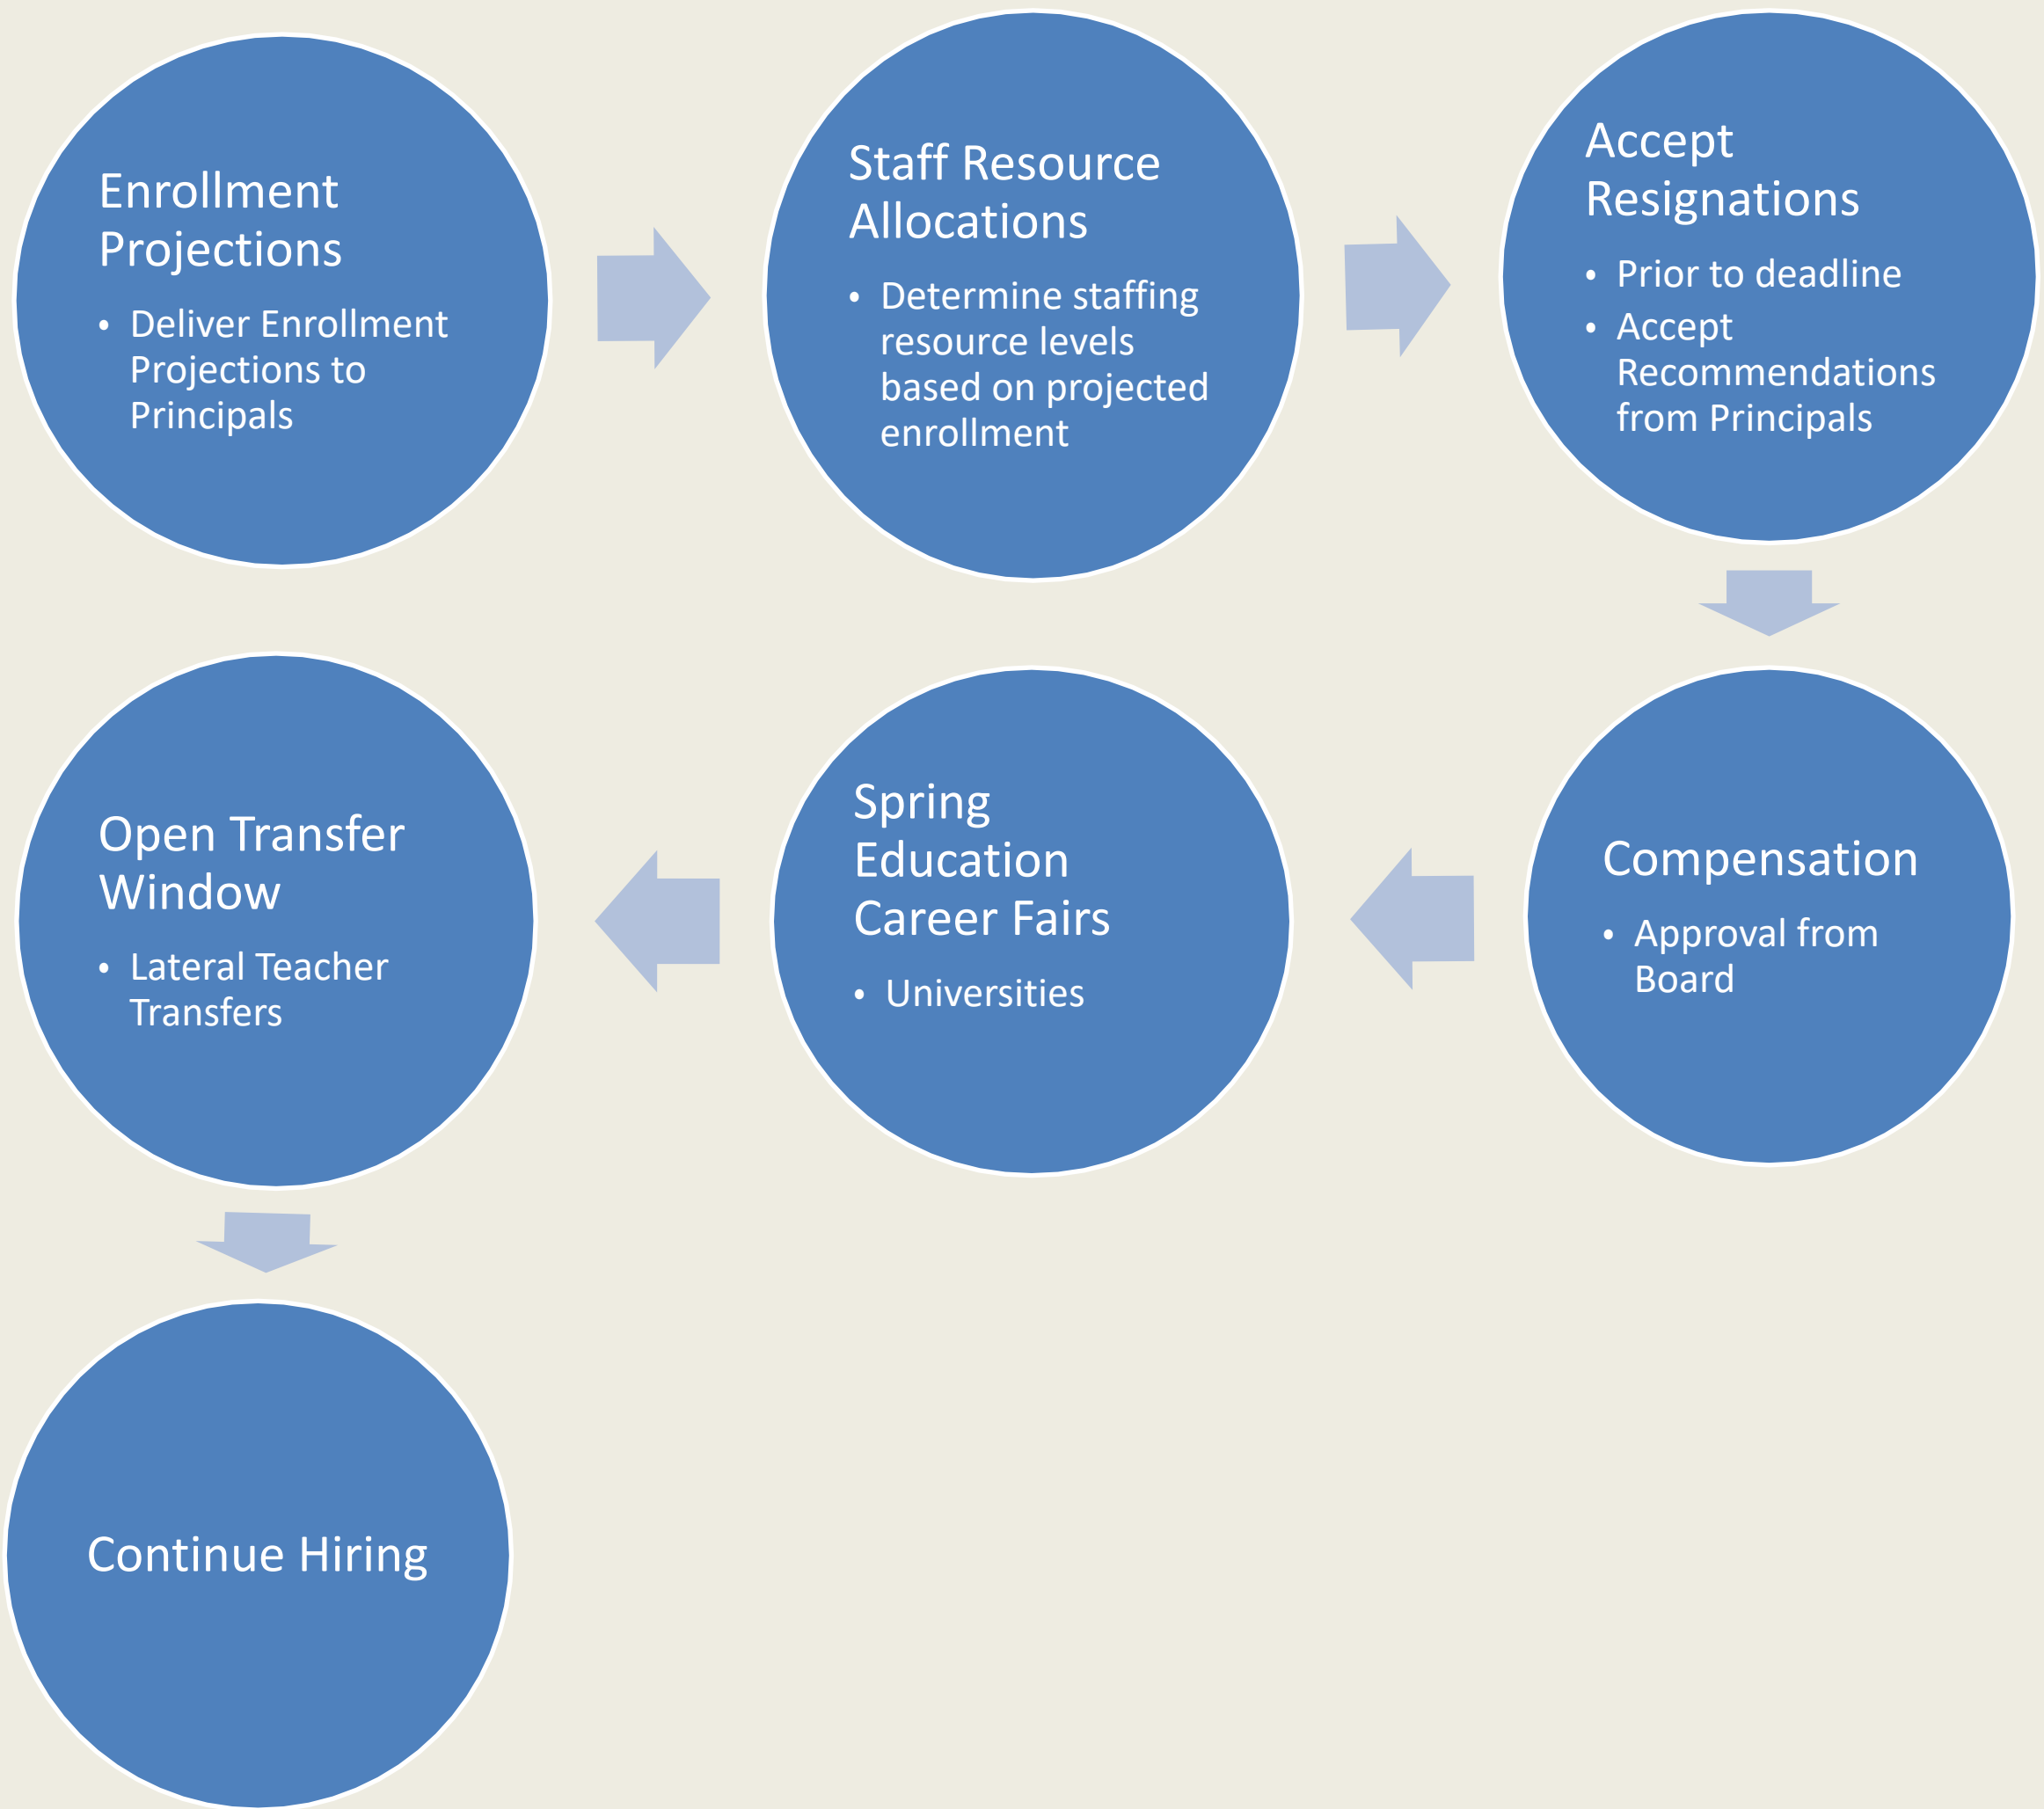 Enrollment
Projections
• Deliver Enrollment
Projections to
Principals
Staff Resource
Allocations
• Determine staffing
resource levels
based on projected
enrollment
Accept
Resignations
• Prior to deadline
• Accept
Recommendations
from Principals
Compensation
• Approval from
Board
Spring
Education
Career Fairs
• Universities
Open Transfer
Window
• Lateral Teacher
Transfers
Continue Hiring